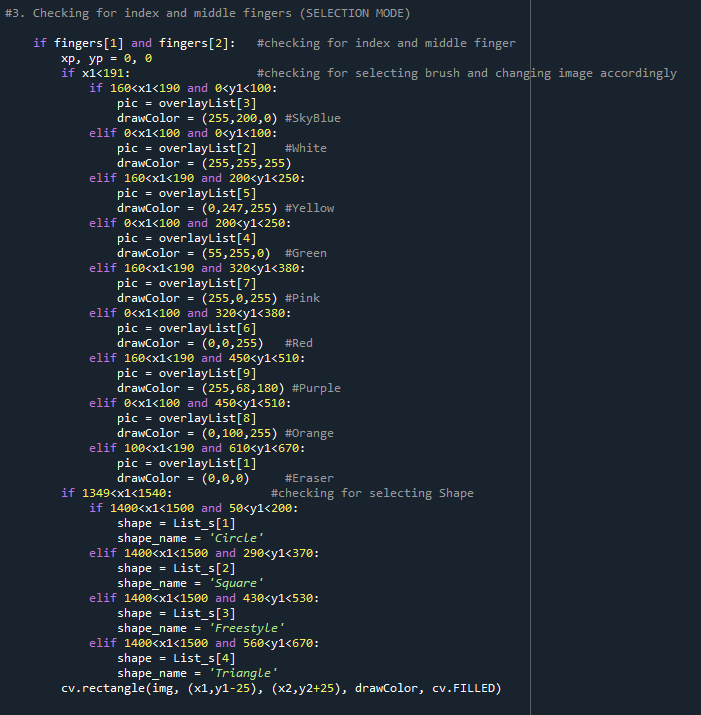 #3. Checking for index and middle fingers (SELECTION MODE)
if fingers[1] and fingers[2]:   #checking for index and middle finger
xp, yp = 0, 0
if x1<191:                  #checking for selecting brush and changing image accordingly
if 160<x1<190 and 0<y1<100:
pic = overlayList[3]
drawColor = (255,200,0) #SkyBlue
elif 0<x1<100 and 0<y1<100:
pic = overlayList[2]    #White
drawColor = (255,255,255)
elif 160<x1<190 and 200<y1<250:
pic = overlayList[5]
drawColor = (0,247,255) #Yellow
elif 0<x1<100 and 200<y1<250:
pic = overlayList[4]
drawColor = (55,255,0)  #Green
elif 160<x1<190 and 320<y1<380:
pic = overlayList[7]
drawColor = (255,0,255) #Pink
elif 0<x1<100 and 320<y1<380:
pic = overlayList[6]
drawColor = (0,0,255)   #Red
elif 160<x1<190 and 450<y1<510:
pic = overlayList[9]
drawColor = (255,68,180) #Purple
elif 0<x1<100 and 450<y1<510:
pic = overlayList[8]
drawColor = (0,100,255) #Orange
elif 100<x1<190 and 610<y1<670:
pic = overlayList[1]
drawColor = (0,0,0)     #Eraser
if 1349<x1<1540:              #checking for selecting Shape
if 1400<x1<1500 and 50<y1<200:
shape = List_s[1]
shape_name = 'Circle'
elif 1400<x1<1500 and 290<y1<370:
shape = List_s[2]
shape_name = 'Square'
elif 1400<x1<1500 and 430<y1<530:
shape = List_s[3]
shape_name = 'Freestyle'
elif 1400<x1<1500 and 560<y1<670:
shape = List_s[4]
shape_name = 'Triangle'
cv.rectangle(img, (x1,y1-25), (x2,y2+25), drawColor, cv.FILLED)